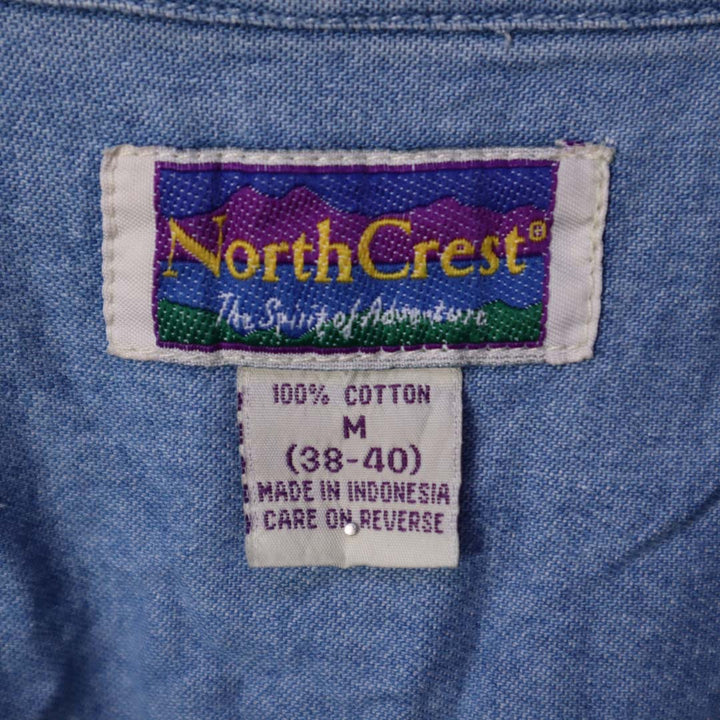 NorthCrest®
The Spirit of Adventure
100% COTTON
M
(38-40)
MADE IN INDONESIA
CARE ON REVERSE